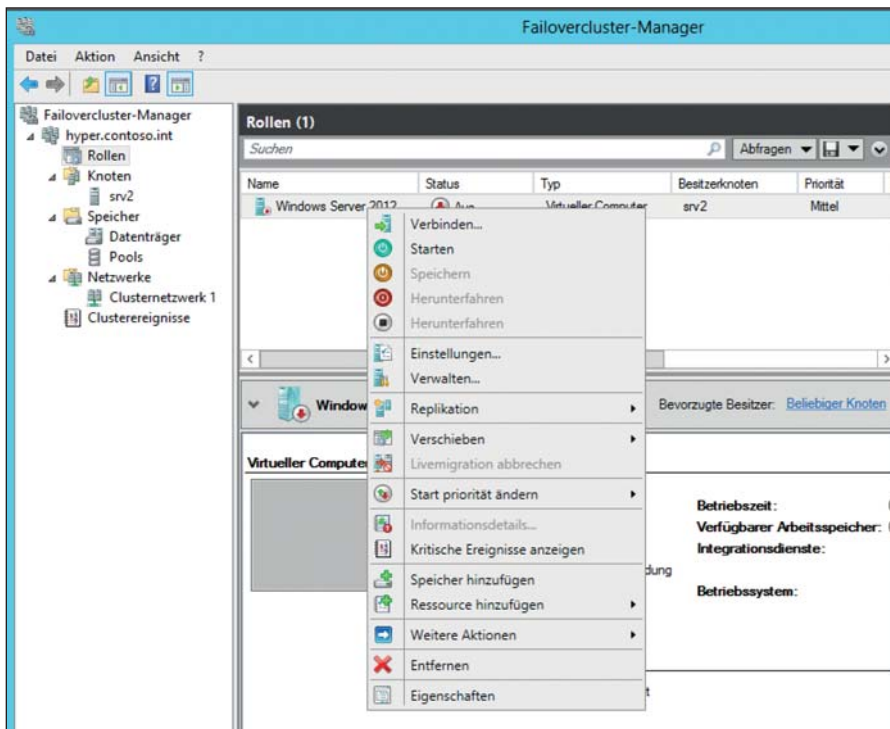 Failovercluster-Manager
Datei Aktion Ansicht ?
Failovercluster-Manager
hyper.contoso.int
Rollen
Knoten
srv2
Speicher
Datenträger
Pools
Netzwerke
Clusternetzwerk 1
Clusterereignisse
Rollen (1)
Suchen
Abfragen
Name Status Typ Besitzerknoten Priorität
Windows Server 2012 Aus Virtueller Computer srv2 Mittel
Verbinden...
Starten
Speichern
Herunterfahren
Herunterfahren
Einstellungen...
Verwalten...
Replikation
Verschieben
Livemigration abbrechen
Start priorität ändern
Informationsdetails...
Kritische Ereignisse anzeigen
Speicher hinzufügen
Ressource hinzufügen
Weitere Aktionen
Entfernen
Eigenschaften
Window
Bevorzugte Besitzer: Beliebiger Knoten
Virtueller Compute
Betriebszeit:
Verfügbarer Arbeitsspeicher:
Integrationsdienste:
dung
Betriebssystem:
t